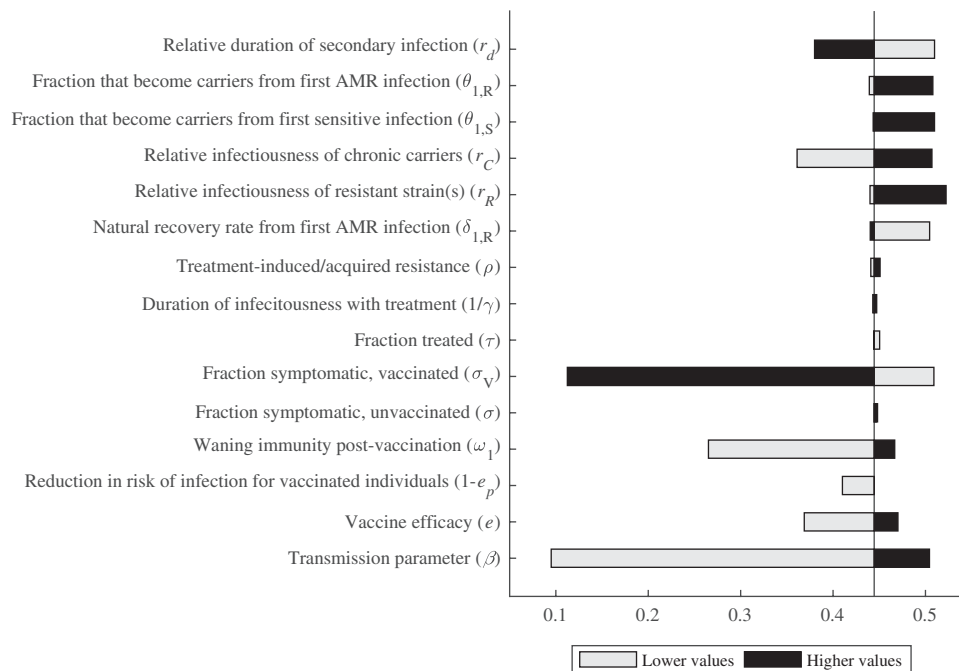 Relative duration of secondary infection (r_d)
Fraction that become carriers from first AMR infection (θ_1,R)
Fraction that become carriers from first sensitive infection (θ_1,S)
Relative infectiousness of chronic carriers (r_C)
Relative infectiousness of resistant strain(s) (r_R)
Natural recovery rate from first AMR infection (δ_1,R)
Treatment-induced/acquired resistance (ρ)
Duration of infecitousness with treatment (1/γ)
Fraction treated (τ)
Fraction symptomatic, vaccinated (σ_V)
Fraction symptomatic, unvaccinated (σ)
Waning immunity post-vaccination (ω_1)
Reduction in risk of infection for vaccinated individuals (1-e_p)
Vaccine efficacy (e)
Transmission parameter (β)
0.1 0.2 0.3 0.4 0.5
Lower values Higher values